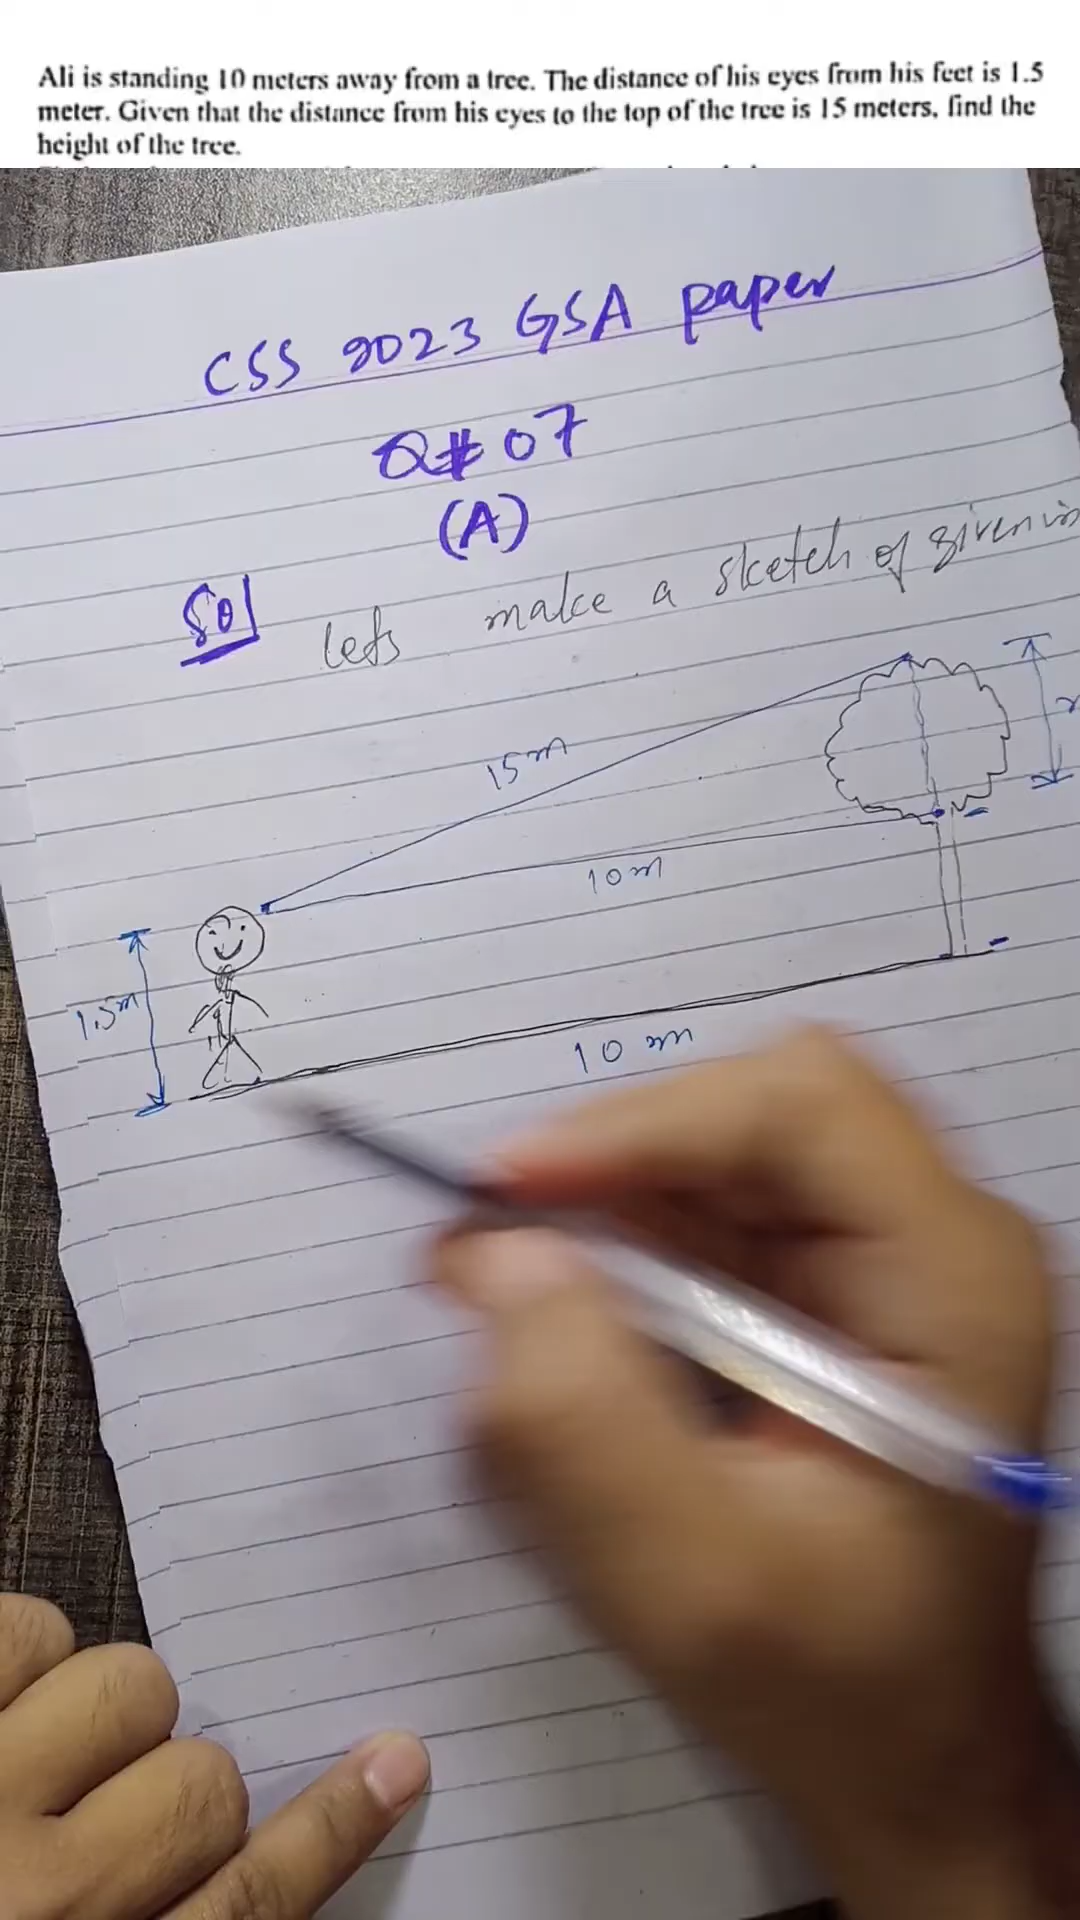 Ali is standing 10 meters away from a tree. The distance of his eyes from his feet is 1.5
meter. Given that the distance from his eyes to the top of the tree is 15 meters, find the
height of the tree.
CSS 2023 GSA paper
Q# 07
(A)
Sol
lets make a sketch of given
15m
10m
1.5m
10 m